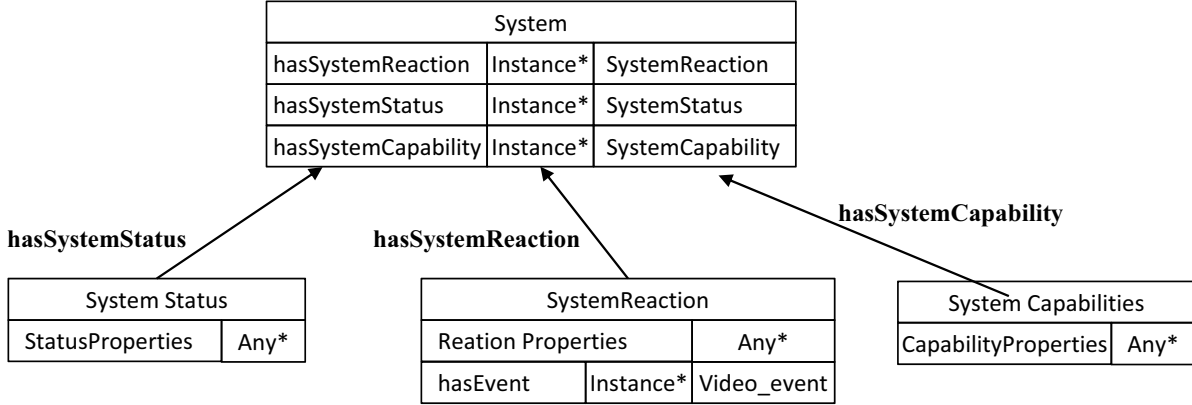 System
hasSystemReaction Instance* SystemReaction
hasSystemStatus Instance* SystemStatus
hasSystemCapability Instance* SystemCapability
hasSystemStatus
hasSystemReaction
hasSystemCapability
System Status
StatusProperties Any*
SystemReaction
Reation Properties Any*
hasEvent Instance* Video_event
System Capabilities
CapabilityProperties Any*